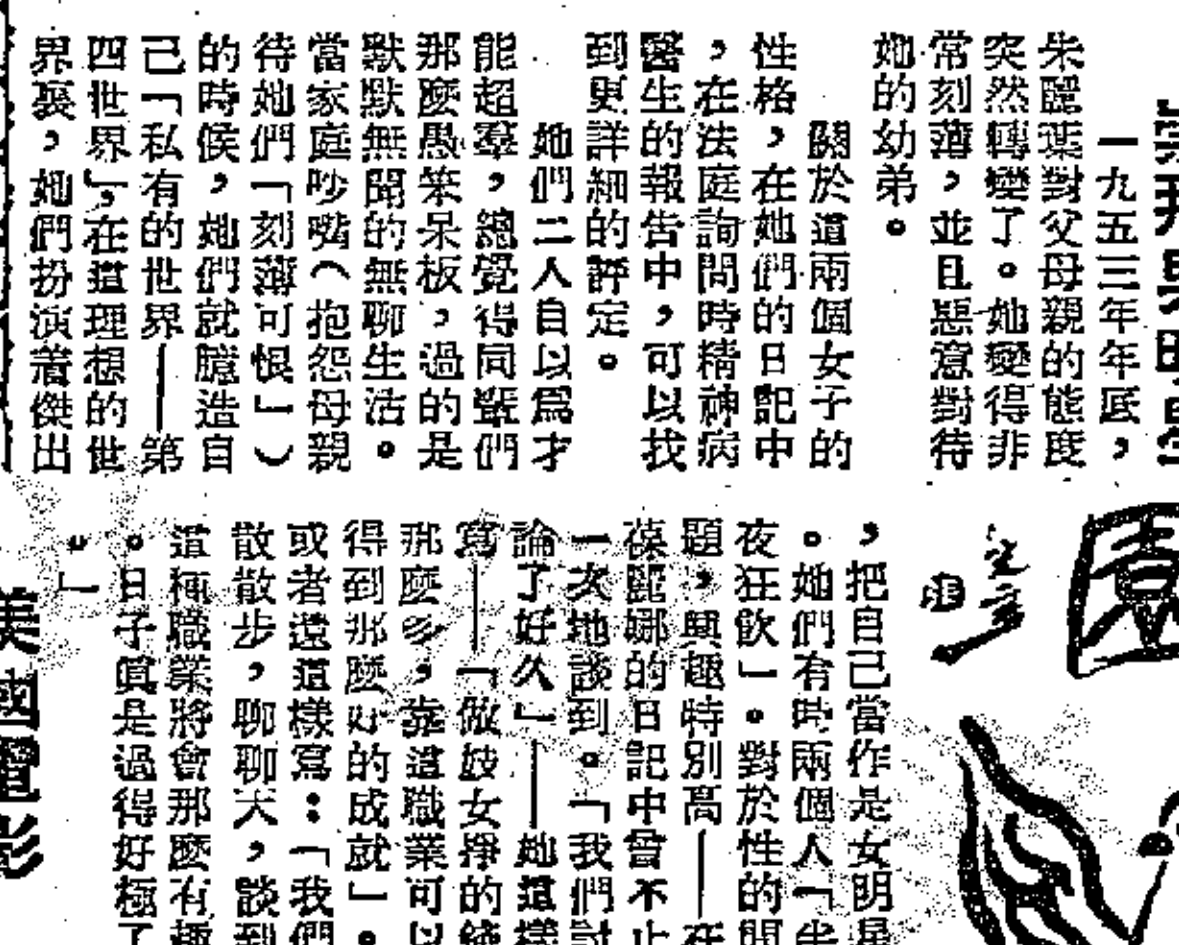 一九五三年年底，
朱麗葉對父母親的態度
突然轉變了。她變得非
常刻薄，並且惡意對待
她的幼弟。
關於這兩個女子的
性格，在她們的日記中
，在法庭詢問時精神病
醫生的報告中，可以找
到更詳細的評定。
她們二人自以爲才
能超羣，總覺得同輩們
那麼愚笨呆板，過的是
默默無聞的無聊生活。
當家庭吵嘴（抱怨母親
待她們「刻薄可恨」）
的時候，她們就臆造自
己「私有的世界——第
四世界」，在這理想的世
界裏，她們扮演着傑出
園
，把自己當作是女明星
。她們有時兩個人「半
夜狂飲」。對於性的問
題，興趣特別高——在
葆麗娜的日記中曾不止
一次地談到。「我們討
論了好久」——她這樣
寫——「做妓女掙的錢
那麼多，靠這職業可以
得到那麼好的成就」。
或者還這樣寫：「我們
散散步，聊聊天，談到
這種職業將會那麼有趣
。日子眞是過得好極了
。」
美國電影